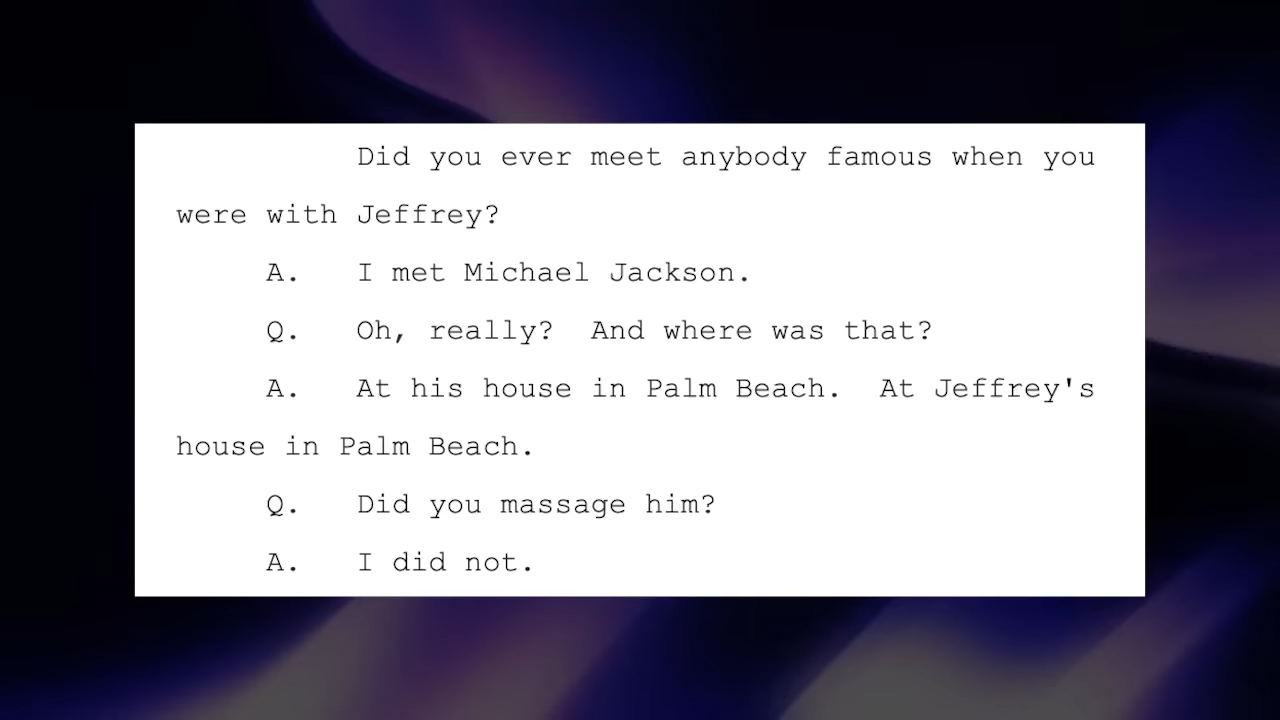 Did you ever meet anybody famous when you
were with Jeffrey?
A. I met Michael Jackson.
Q. Oh, really? And where was that?
A. At his house in Palm Beach. At Jeffrey's
house in Palm Beach.
Q. Did you massage him?
A. I did not.